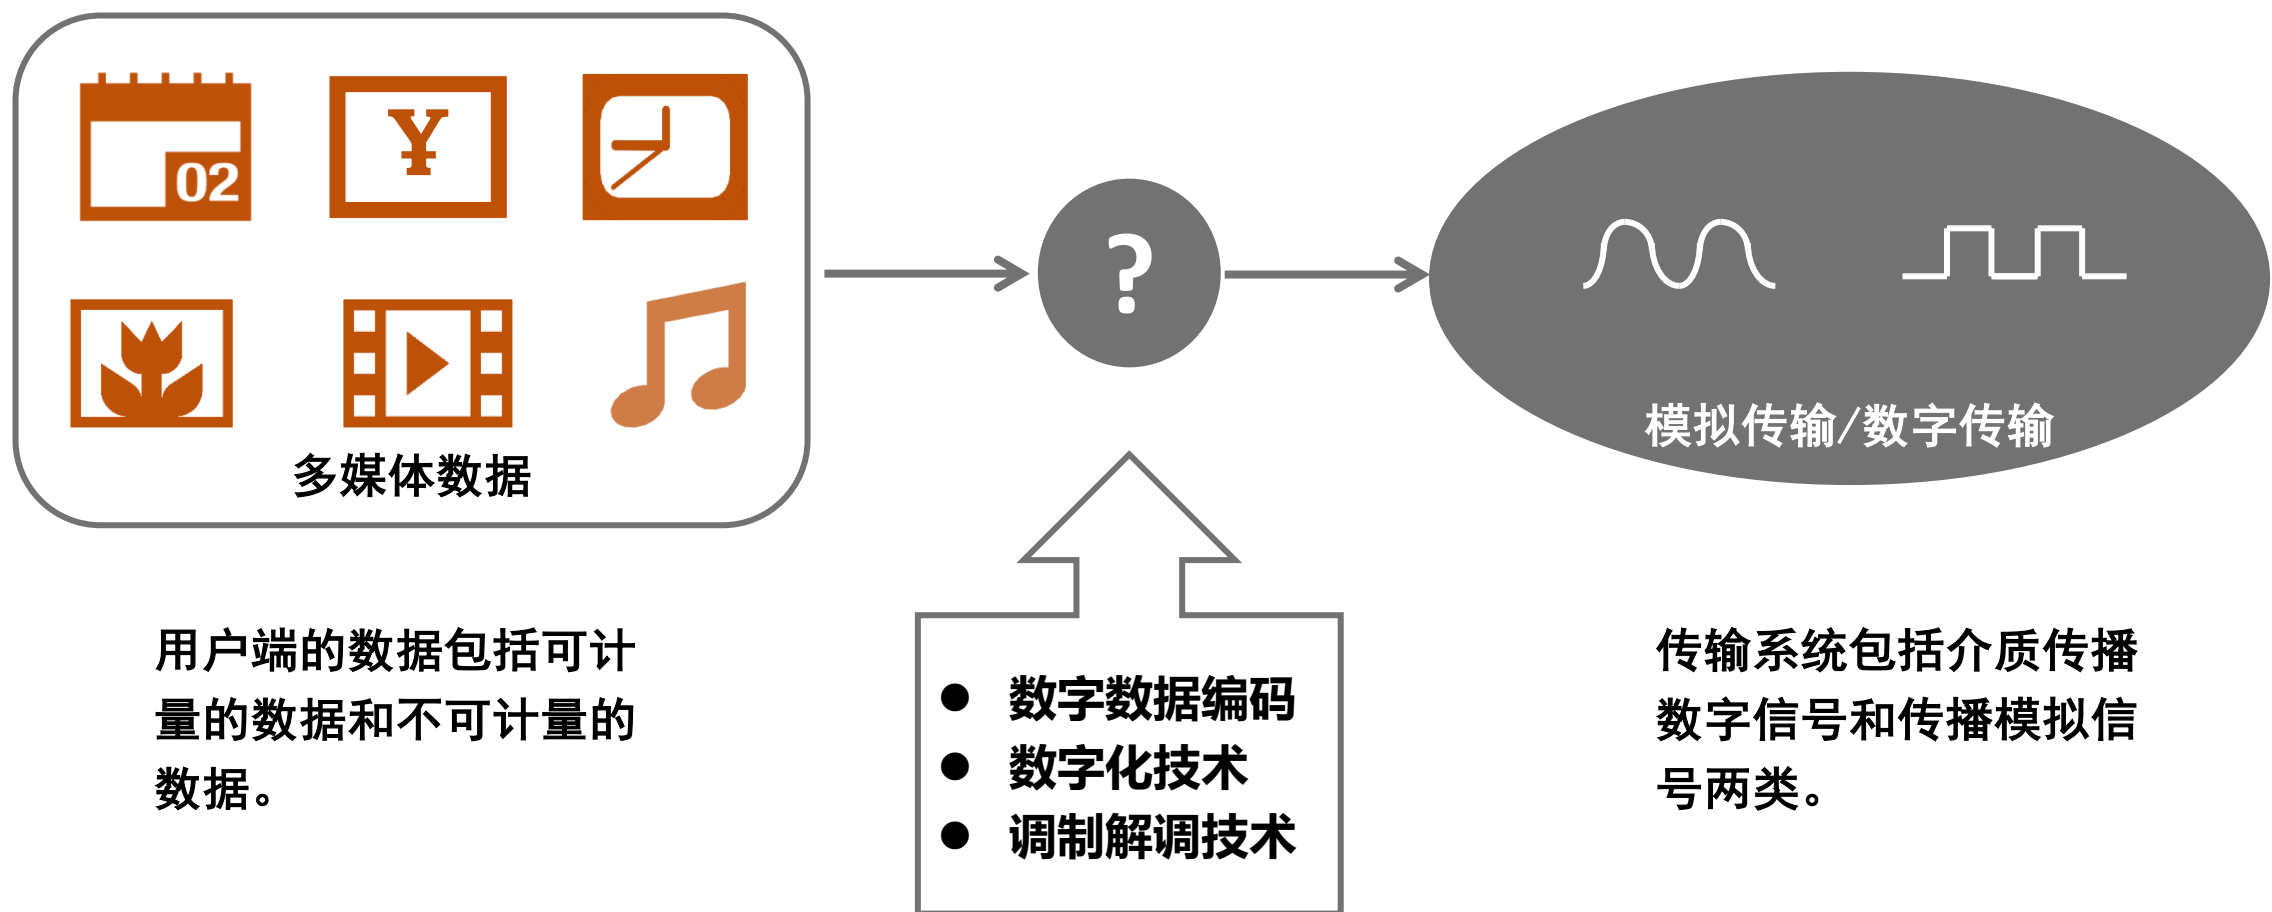 02
¥
?
模拟传输/数字传输
多媒体数据
用户端的数据包括可计
量的数据和不可计量的
数据。
● 数字数据编码
● 数字化技术
● 调制解调技术
传输系统包括介质传播
数字信号和传播模拟信
号两类。